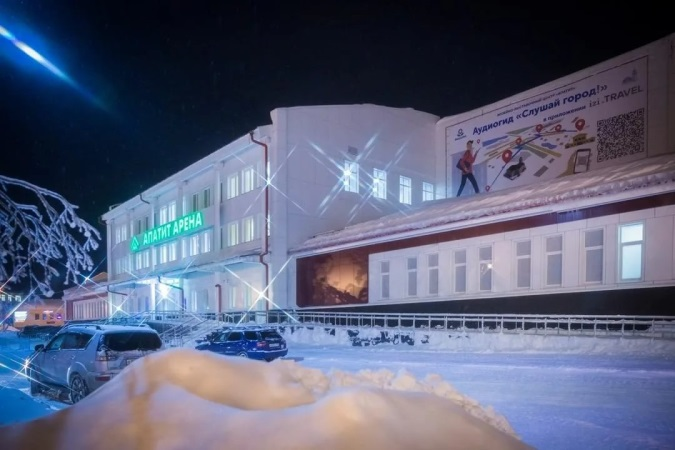 АПАТИТ АРЕНА
Аудиогид «Слушай город!»
в приложении izi.TRAVEL